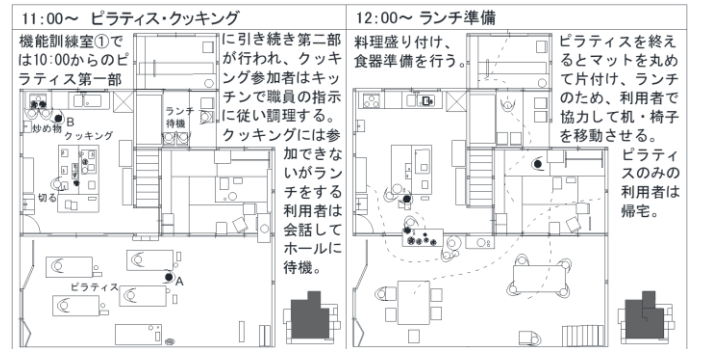 11:00〜 ピラティス・クッキング
機能訓練室①で
は10:00からのピ
ラティス第一部
に引き続き第二部
が行われ、クッキ
ング参加者はキッ
チンで職員の指示
に従い調理する。
クッキングには参
加できな
いがラン
チをする
利用者は
会話して
ホールに
待機。
B
炒め物
クッキング
ランチ
待機
切る
ピラティス
A
12:00〜 ランチ準備
料理盛り付け、
食器準備を行う。
ピラティスを終え
るとマットを丸め
て片付け、ランチ
のため、利用者で
協力して机・椅子
を移動させる。
ピラティ
スのみの
利用者は
帰宅。